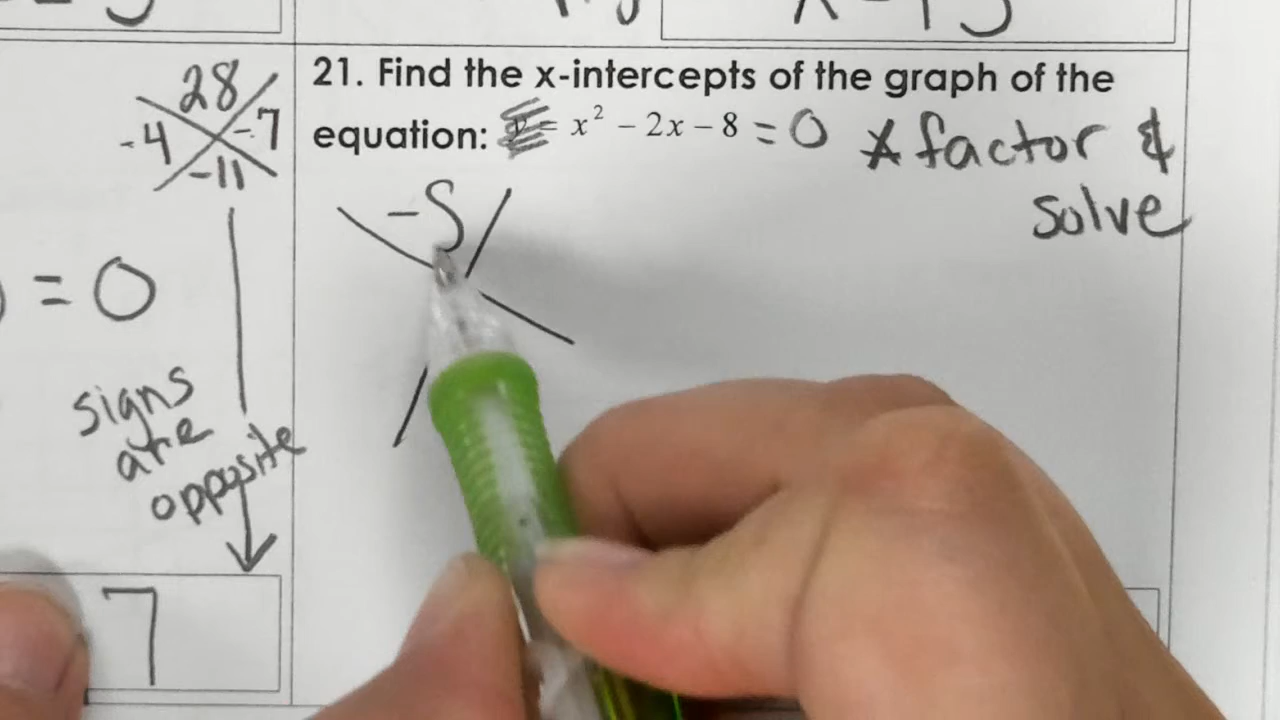 28
-4 -7
-11
= 0
signs
are
opposite
7
21. Find the x-intercepts of the graph of the
equation: = x² − 2x − 8 = 0 * factor &
solve